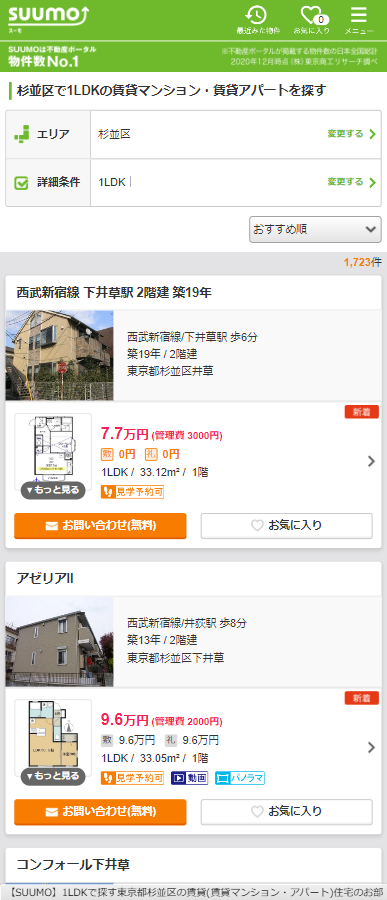 SUUMO
スーモ
最近みた物件
0
お気に入り
メニュー
SUUMOは不動産ポータル
物件数No.1
※不動産ポータルが掲載する物件数の日本全国総計
2020年12月時点 (株)東京商工リサーチ調べ
杉並区で1LDKの賃貸マンション・賃貸アパートを探す
エリア
杉並区
変更する
詳細条件
1LDK
変更する
おすすめ順
1,723件
西武新宿線 下井草駅 2階建 築19年
西武新宿線/下井草駅 歩6分
築19年 / 2階建
東京都杉並区井草
新着
7.7万円 (管理費 3000円)
敷 0円 礼 0円
1LDK / 33.12m² / 1階
▼もっと見る
見学予約可
お問い合わせ(無料)
お気に入り
アゼリアII
西武新宿線/井荻駅 歩8分
築13年 / 2階建
東京都杉並区下井草
新着
9.6万円 (管理費 2000円)
敷 9.6万円 礼 9.6万円
1LDK / 33.05m² / 1階
▼もっと見る
見学予約可
動画
パノラマ
お問い合わせ(無料)
お気に入り
コンフォール下井草
【SUUMO】1LDKで探す東京都杉並区の賃貸(賃貸マンション・アパート)住宅のお部